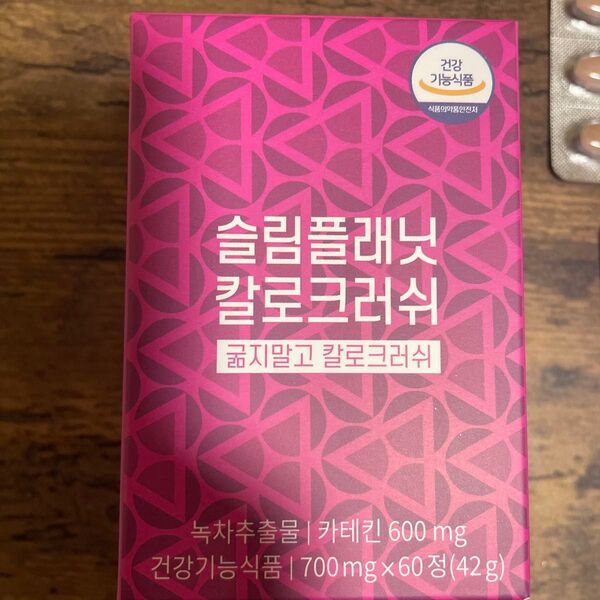 건강
기능식품
식품의약품안전처
슬림플래닛
칼로크러쉬
굶지말고 칼로크러쉬
녹차추출물 | 카테킨 600 mg
건강기능식품 | 700 mg × 60 정(42 g)